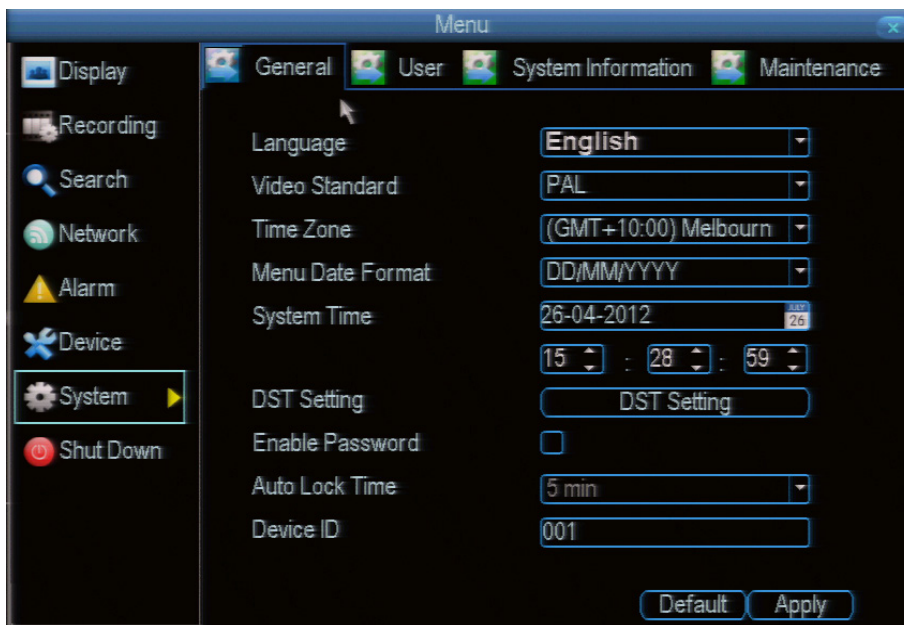 Menu
Display
Recording
Search
Network
Alarm
Device
System
Shut Down
General User System Information Maintenance
Language English
Video Standard PAL
Time Zone (GMT+10:00) Melbourn
Menu Date Format DD/MM/YYYY
System Time 26-04-2012
JULY
26
15 : 28 : 59
DST Setting DST Setting
Enable Password
Auto Lock Time 5 min
Device ID 001
Default Apply